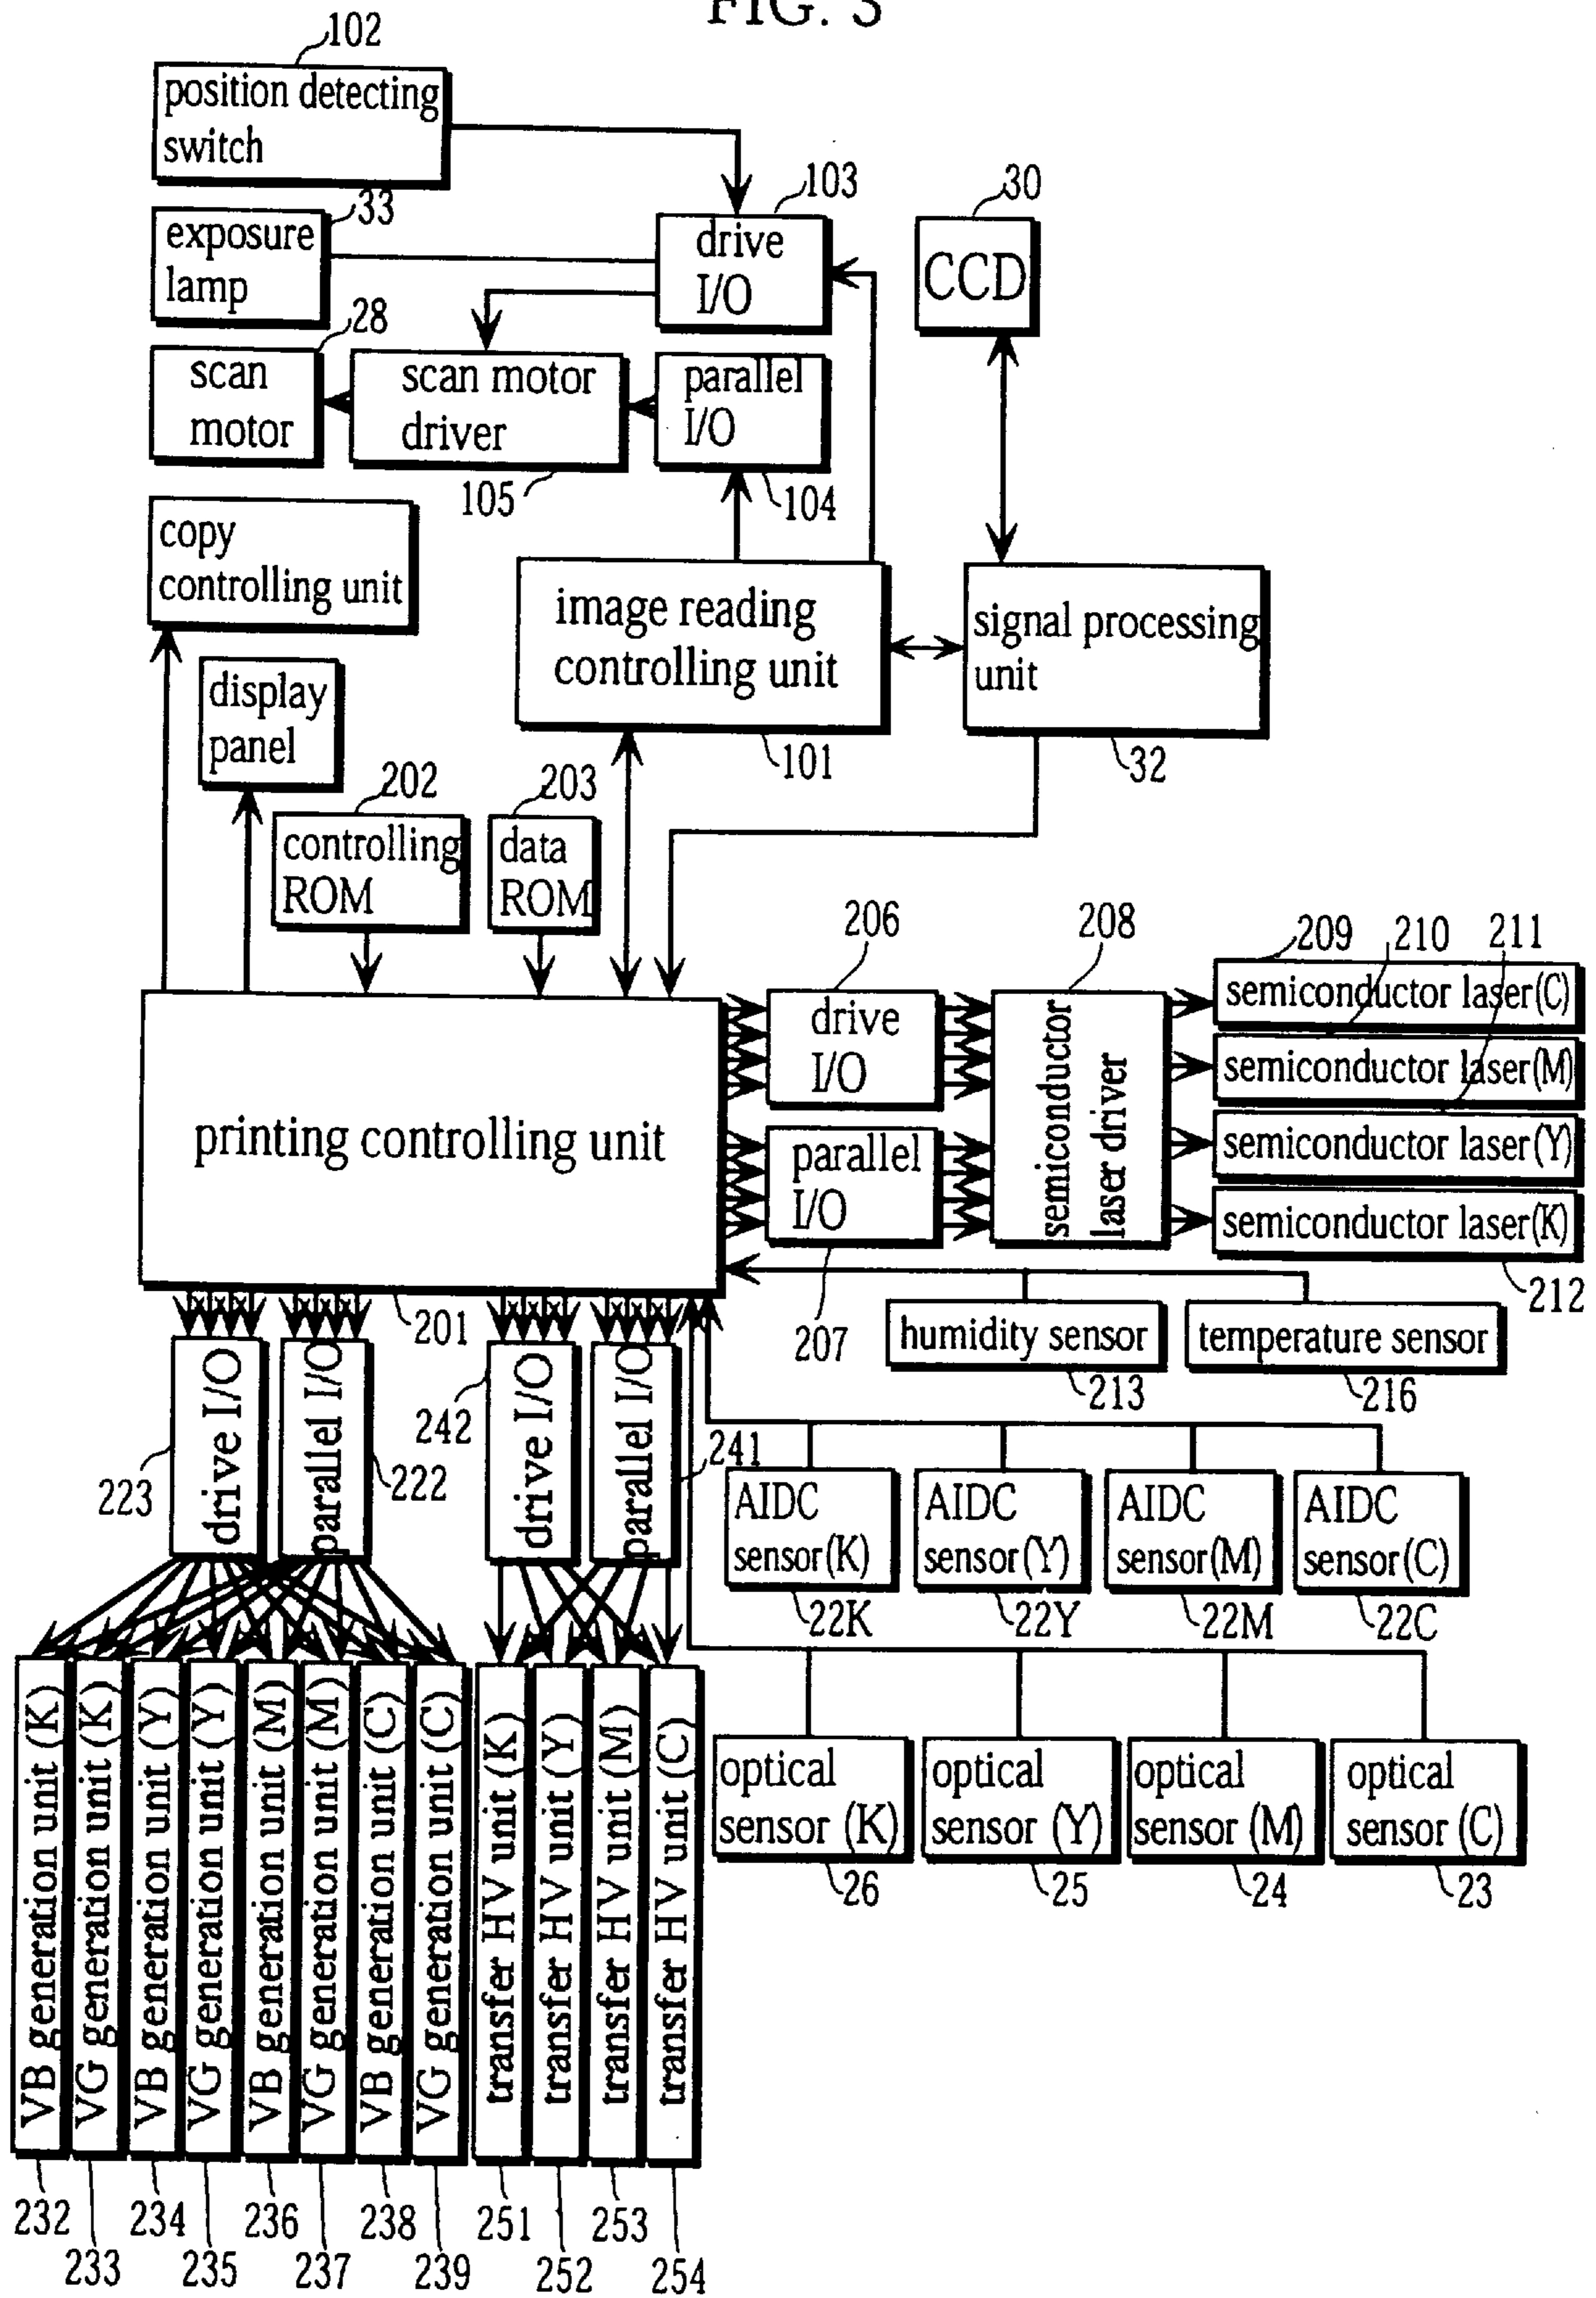 FIG. 3
102
position detecting
switch
33
exposure
lamp
103
drive
I/O
30
CCD
28
scan
motor
scan motor
driver
105
parallel
I/O
104
copy
controlling unit
image reading
controlling unit
101
signal processing
unit
32
display
panel
202
controlling
ROM
203
data
ROM
printing controlling unit
201
206
drive
I/O
parallel
I/O
207
208
semiconductor
laser driver
209
210
211
semiconductor laser(C)
semiconductor laser(M)
semiconductor laser(Y)
semiconductor laser(K)
212
humidity sensor
213
temperature sensor
216
223
drive I/O
parallel I/O
222
242
drive I/O
parallel I/O
241
AIDC
sensor(K)
22K
AIDC
sensor(Y)
22Y
AIDC
sensor(M)
22M
AIDC
sensor(C)
22C
optical
sensor (K)
26
optical
sensor (Y)
25
optical
sensor (M)
24
optical
sensor (C)
23
VB generation unit (K)
VG generation unit (K)
VB generation unit (Y)
VG generation unit (Y)
VB generation unit (M)
VG generation unit (M)
VB generation unit (C)
VG generation unit (C)
transfer HV unit (K)
transfer HV unit (Y)
transfer HV unit (M)
transfer HV unit (C)
232
233
234
235
236
237
238
239
251
252
253
254